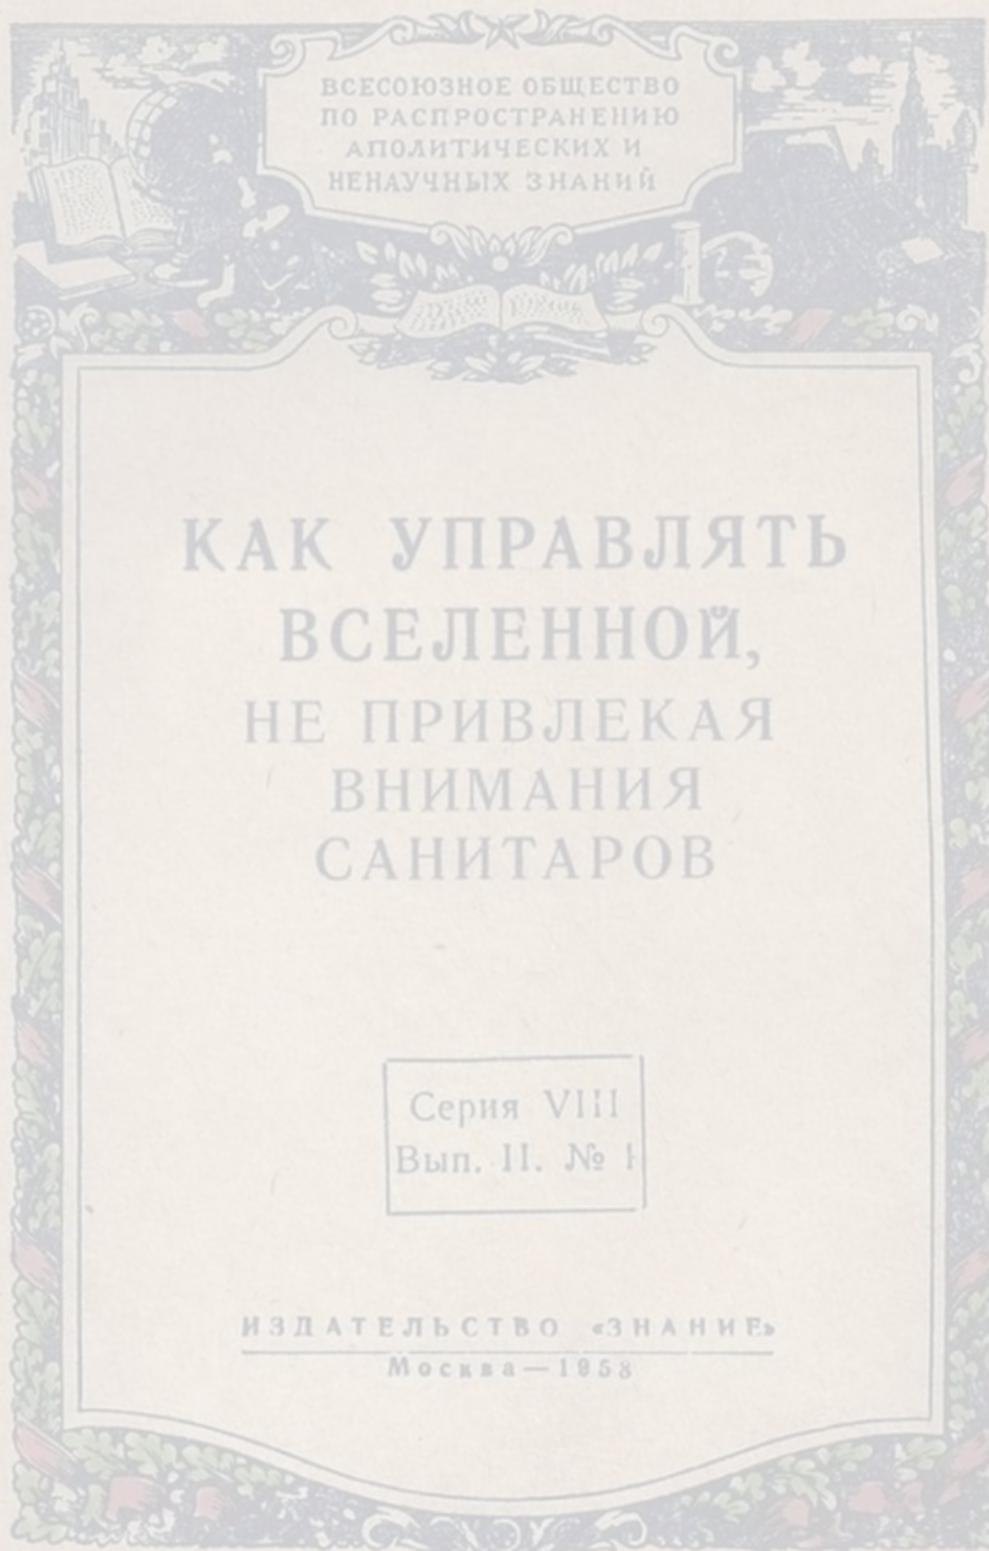 ВСЕСОЮЗНОЕ ОБЩЕСТВО
ПО РАСПРОСТРАНЕНИЮ
АПОЛИТИЧЕСКИХ И
НЕНАУЧНЫХ ЗНАНИЙ
КАК УПРАВЛЯТЬ
ВСЕЛЕННОЙ,
НЕ ПРИВЛЕКАЯ
ВНИМАНИЯ
САНИТАРОВ
Серия VIII
Вып. II. № 1
ИЗДАТЕЛЬСТВО «ЗНАНИЕ»
Москва—1958